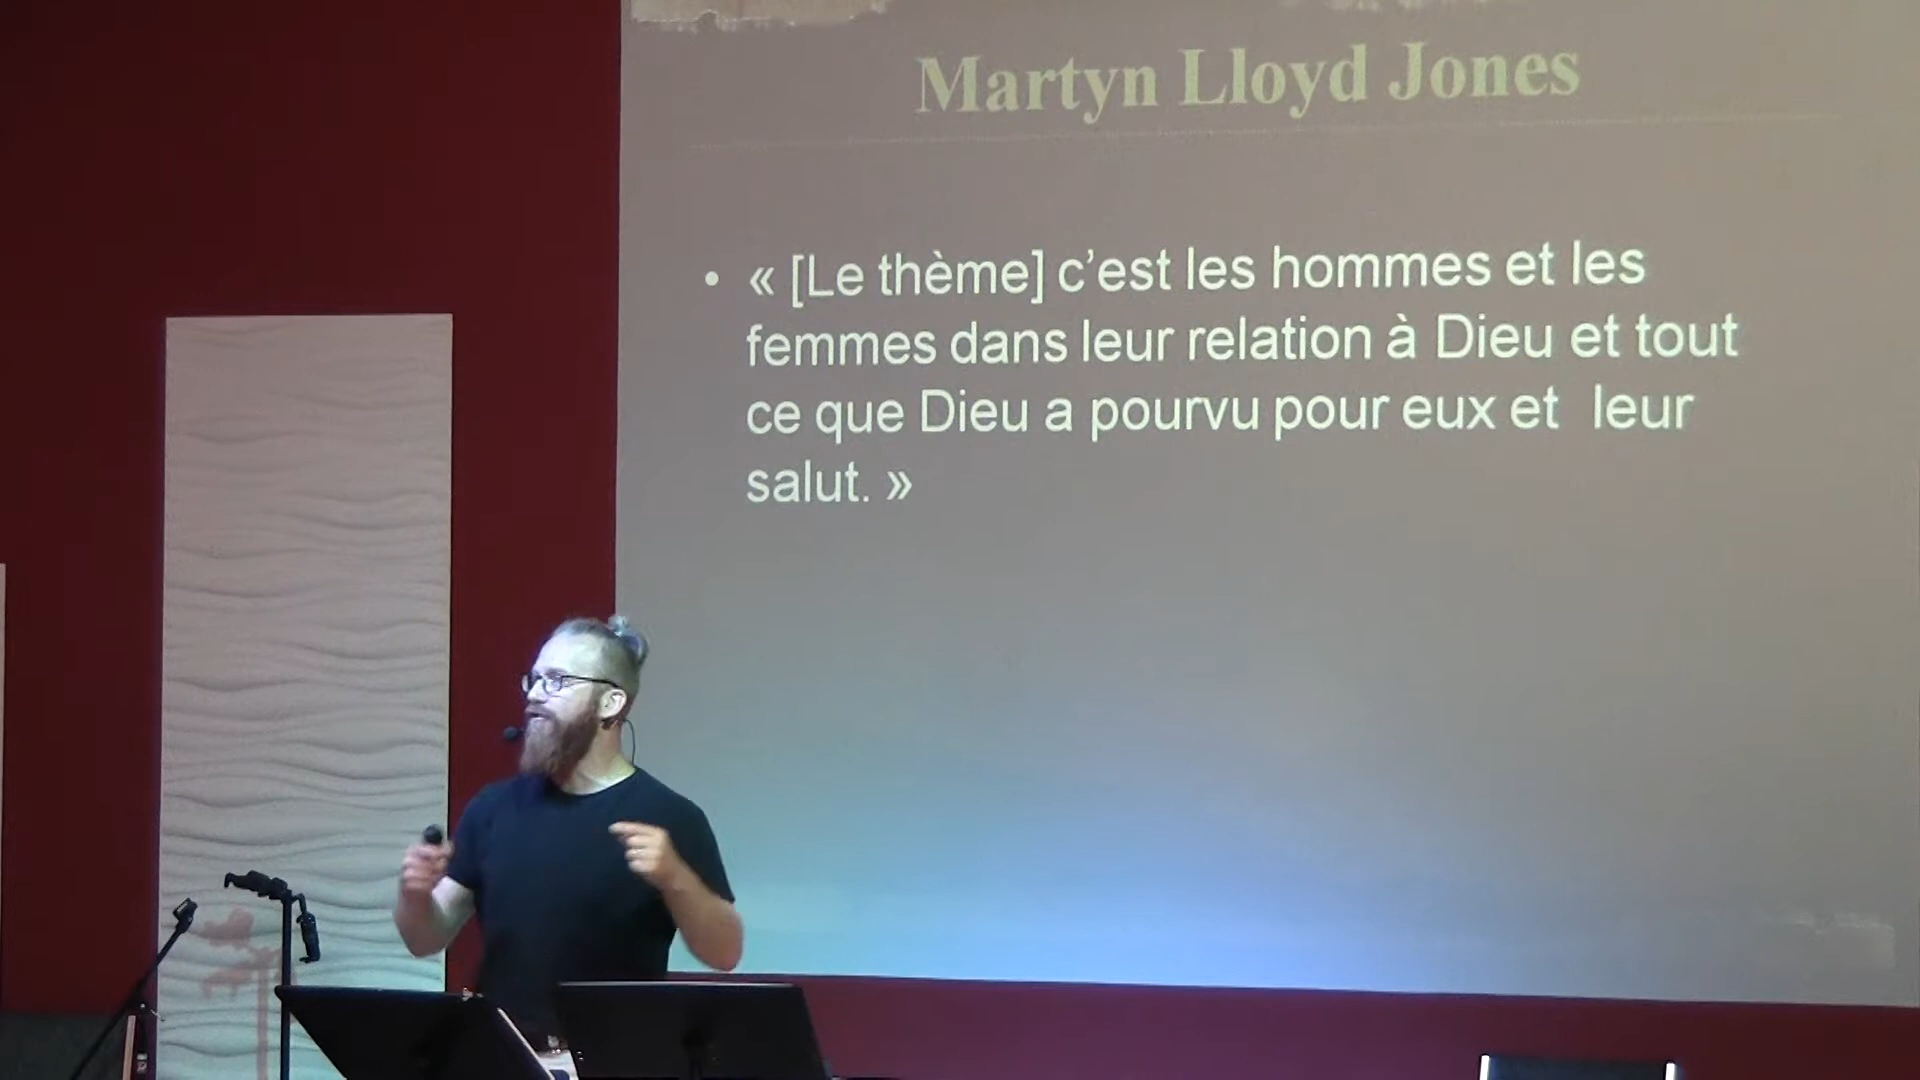 Martyn Lloyd Jones
• « [Le thème] c’est les hommes et les
femmes dans leur relation à Dieu et tout
ce que Dieu a pourvu pour eux et leur
salut. »